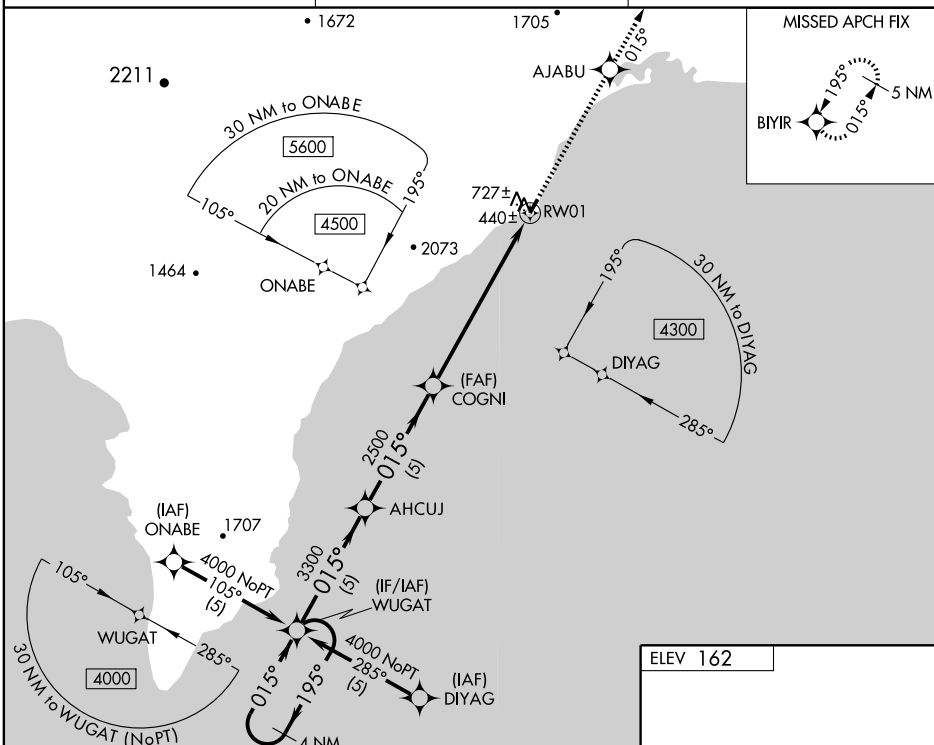 1672
1705
MISSED APCH FIX
015°
AJABU
2211
195°
5 NM
BIYIR
015°
30 NM to ONABE
5600
20 NM to ONABE
195°
105°
4500
727±
440±
RW01
2073
1464
ONABE
195°
30 NM to DIYAG
4300
DIYAG
285°
(FAF)
COGNI
2500
015°
(5)
AHCUJ
(IAF)
ONABE
1707
3300
015°
(5)
4000 NoPT
105°
(5)
(IF/IAF)
WUGAT
105°
WUGAT
285°
4000 NoPT
285°
(5)
(IAF)
DIYAG
4000
30 NM to WUGAT (NoPT)
015°
195°
4 NM
ELEV 162